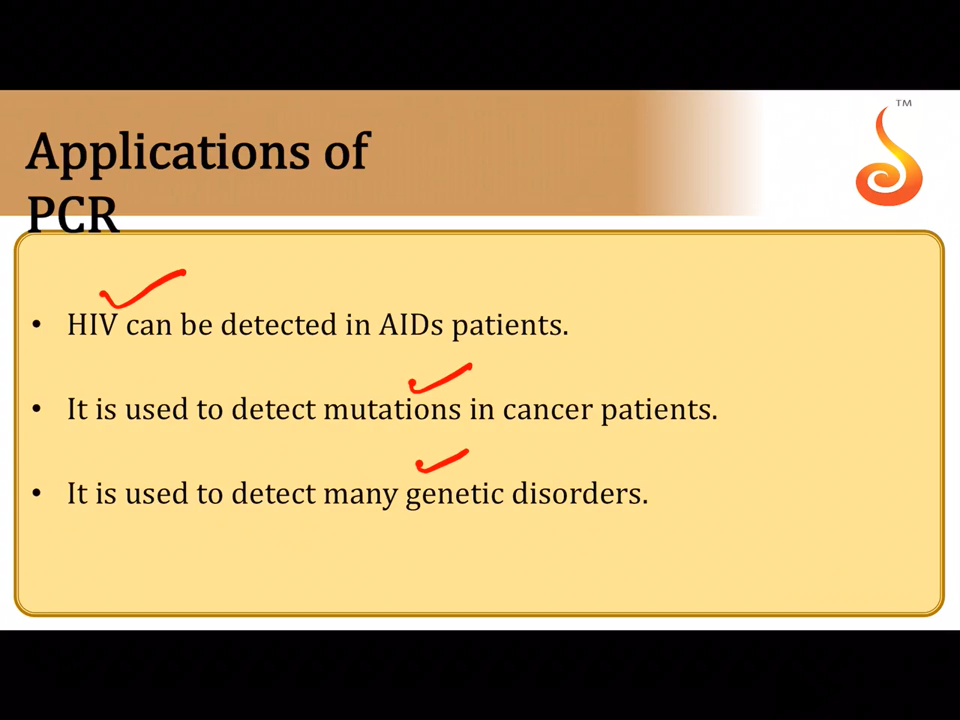 TM
Applications of
PCR
• HIV can be detected in AIDs patients.
• It is used to detect mutations in cancer patients.
• It is used to detect many genetic disorders.